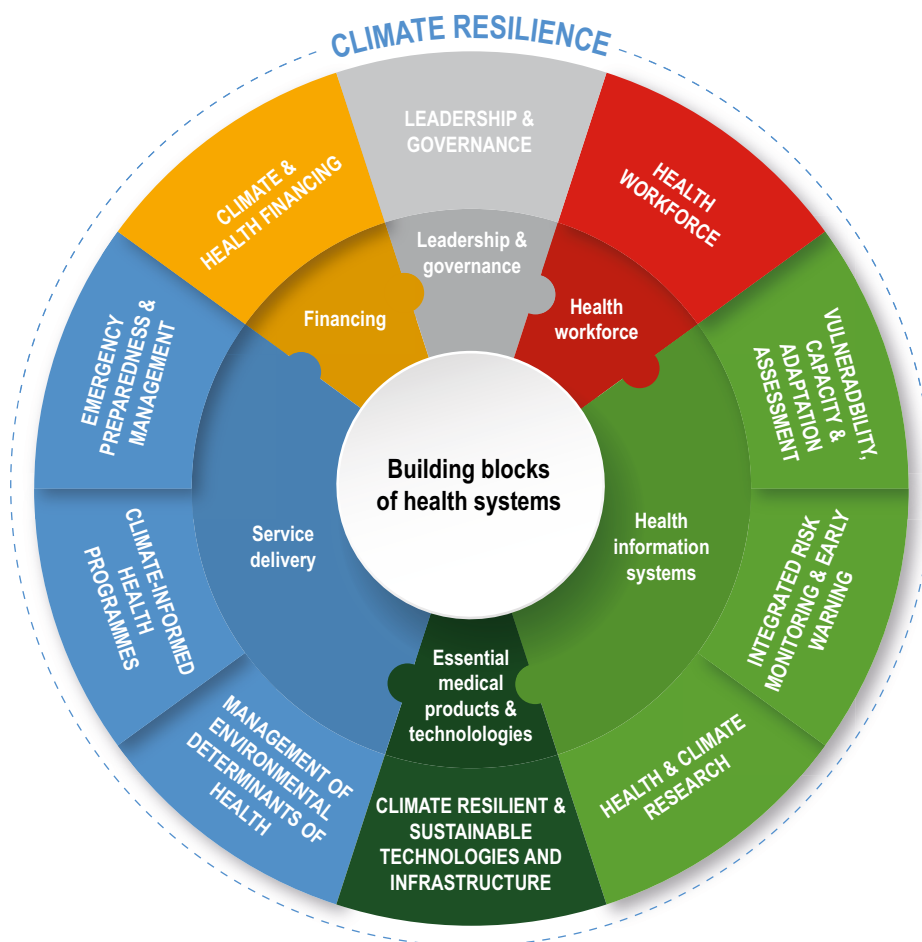 CLIMATE RESILIENCE
LEADERSHIP &
GOVERNANCE
HEALTH
WORKFORCE
VULNERADBILITY,
CAPACITY &
ADAPTATION
ASSESSMENT
INTEGRATED RISK
MONITORING & EARLY
WARNING
HEALTH & CLIMATE
RESEARCH
CLIMATE RESILIENT &
SUSTAINABLE
TECHNOLOGIES AND
INFRASTRUCTURE
MANAGEMENT OF
ENVIRONMENTAL
DETERMINANTS OF
HEALTH
CLIMATE-INFORMED
HEALTH
PROGRAMMES
EMERGENCY
PREPAREDNESS &
MANAGEMENT
CLIMATE &
HEALTH FINANCING
Leadership &
governance
Health
workforce
Health
information
systems
Essential
medical
products &
technolologies
Service
delivery
Financing
Building blocks
of health systems